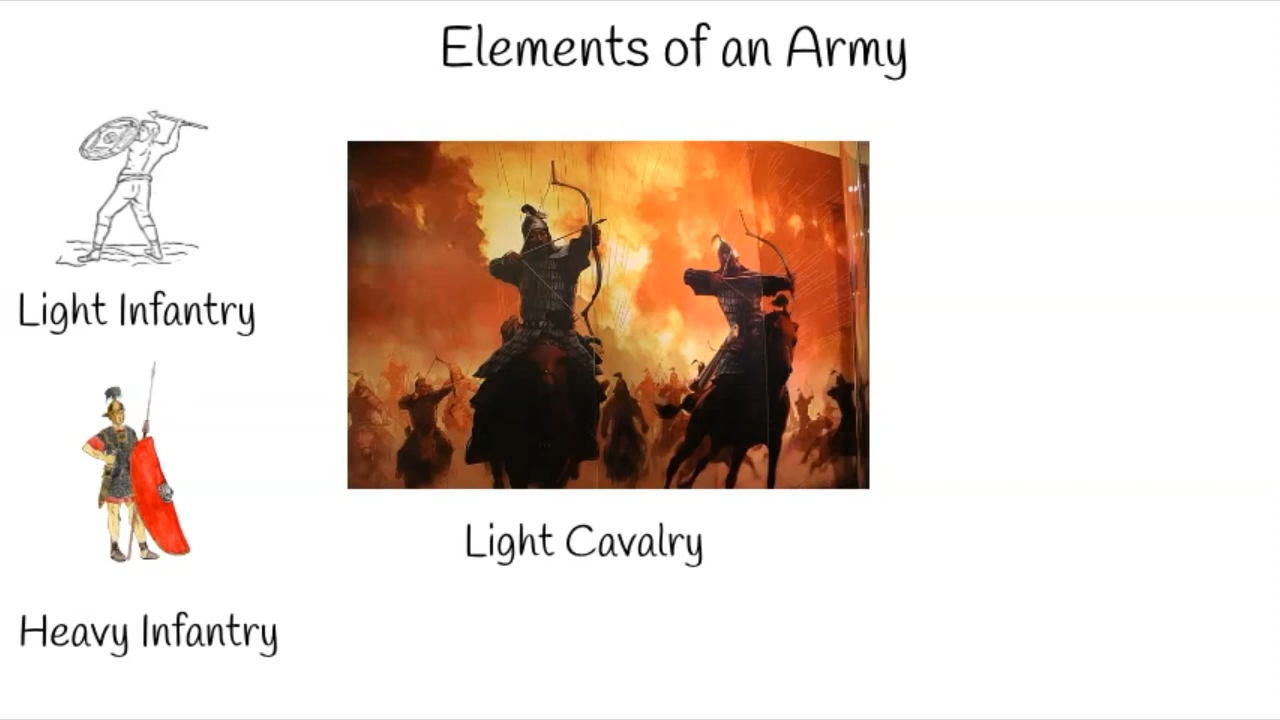 Elements of an Army
Light Infantry
Light Cavalry
Heavy Infantry